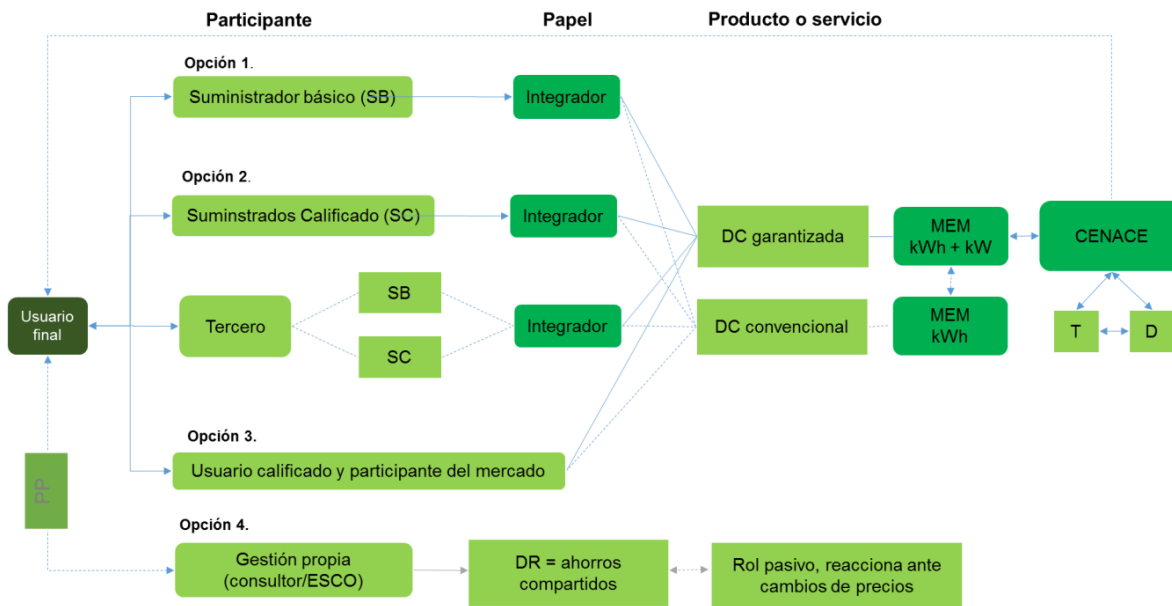 Participante
Papel
Producto o servicio
Opción 1.
Suministrador básico (SB)
Integrador
Opción 2.
Suminstrados Calificado (SC)
Integrador
DC garantizada
MEM
kWh + kW
CENACE
SB
Usuario
final
Tercero
Integrador
DC convencional
MEM
kWh
T
D
SC
Opción 3.
Usuario calificado y participante del mercado
PP
Opción 4.
Gestión propia
(consultor/ESCO)
DR = ahorros
compartidos
Rol pasivo, reacciona ante
cambios de precios